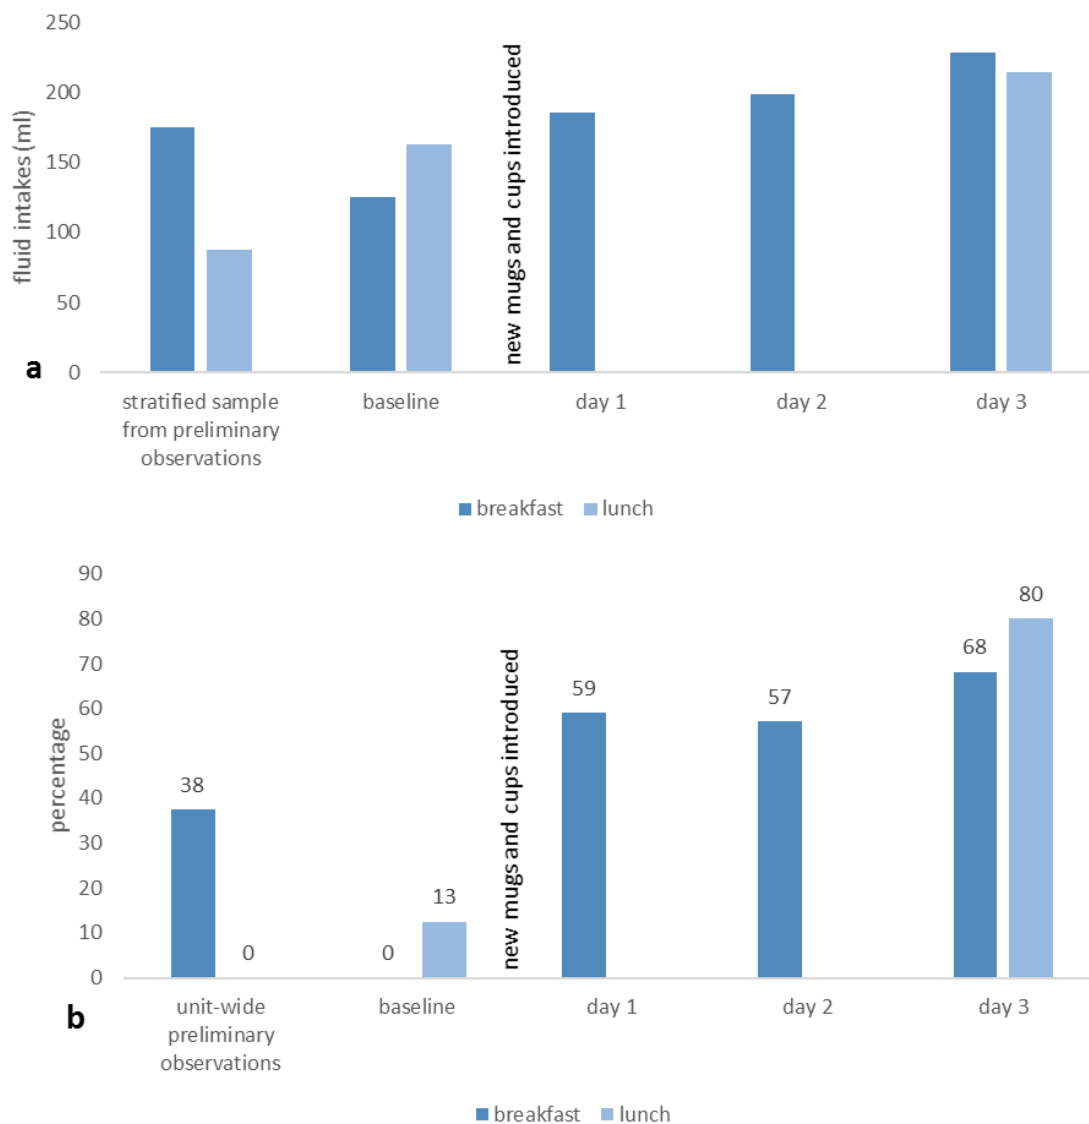 250
200
150
100
50
0
fluid intakes (ml)
new mugs and cups introduced
a
stratified sample
from preliminary
observations
baseline
day 1
day 2
day 3
breakfast lunch
90
80
70
60
50
40
30
20
10
0
percentage
38
0
0
13
new mugs and cups introduced
59
57
68
80
b
unit-wide
preliminary
observations
baseline
day 1
day 2
day 3
breakfast lunch